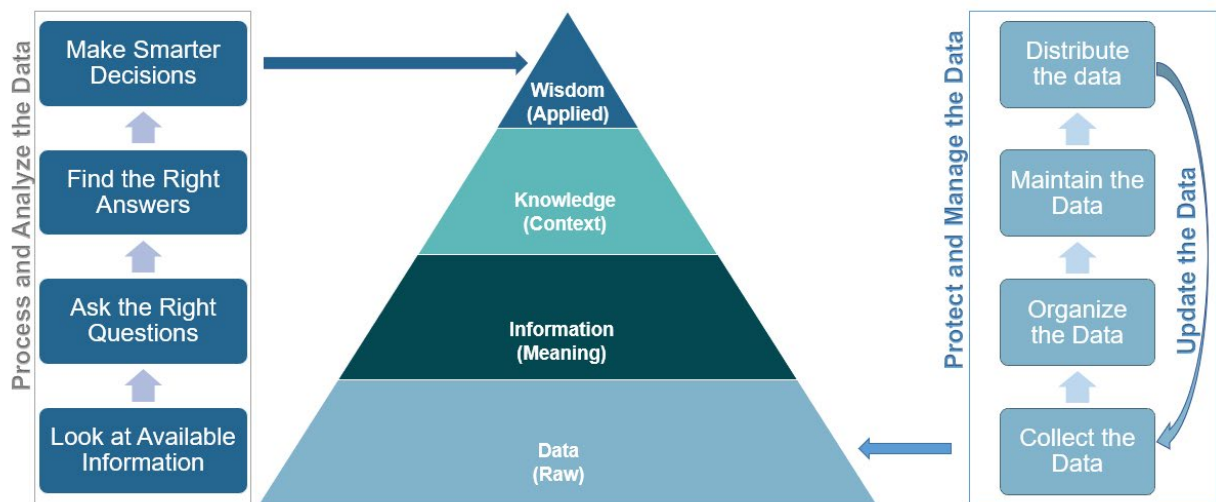 Process and Analyze the Data
Make Smarter
Decisions
Find the Right
Answers
Ask the Right
Questions
Look at Available
Information
Wisdom
(Applied)
Knowledge
(Context)
Information
(Meaning)
Data
(Raw)
Protect and Manage the Data
Distribute
the data
Maintain the
Data
Organize
the Data
Collect the
Data
Update the Data